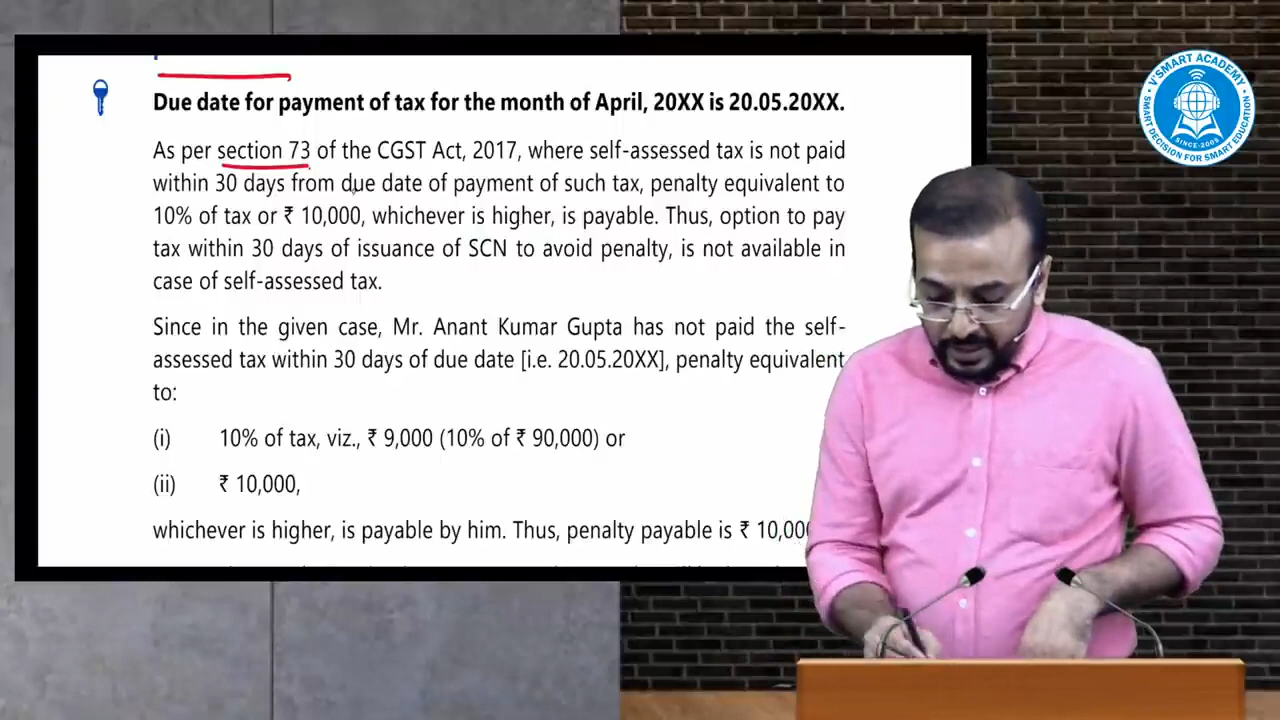 Due date for payment of tax for the month of April, 20XX is 20.05.20XX.
As per section 73 of the CGST Act, 2017, where self-assessed tax is not paid
within 30 days from due date of payment of such tax, penalty equivalent to
10% of tax or ₹ 10,000, whichever is higher, is payable. Thus, option to pay
tax within 30 days of issuance of SCN to avoid penalty, is not available in
case of self-assessed tax.
Since in the given case, Mr. Anant Kumar Gupta has not paid the self-
assessed tax within 30 days of due date [i.e. 20.05.20XX], penalty equivalent
to:
(i) 10% of tax, viz., ₹ 9,000 (10% of ₹ 90,000) or
(ii) ₹ 10,000,
whichever is higher, is payable by him. Thus, penalty payable is ₹ 10,000
V'SMART ACADEMY
SMART DECISION FOR SMART EDUCATION
SINCE-2005